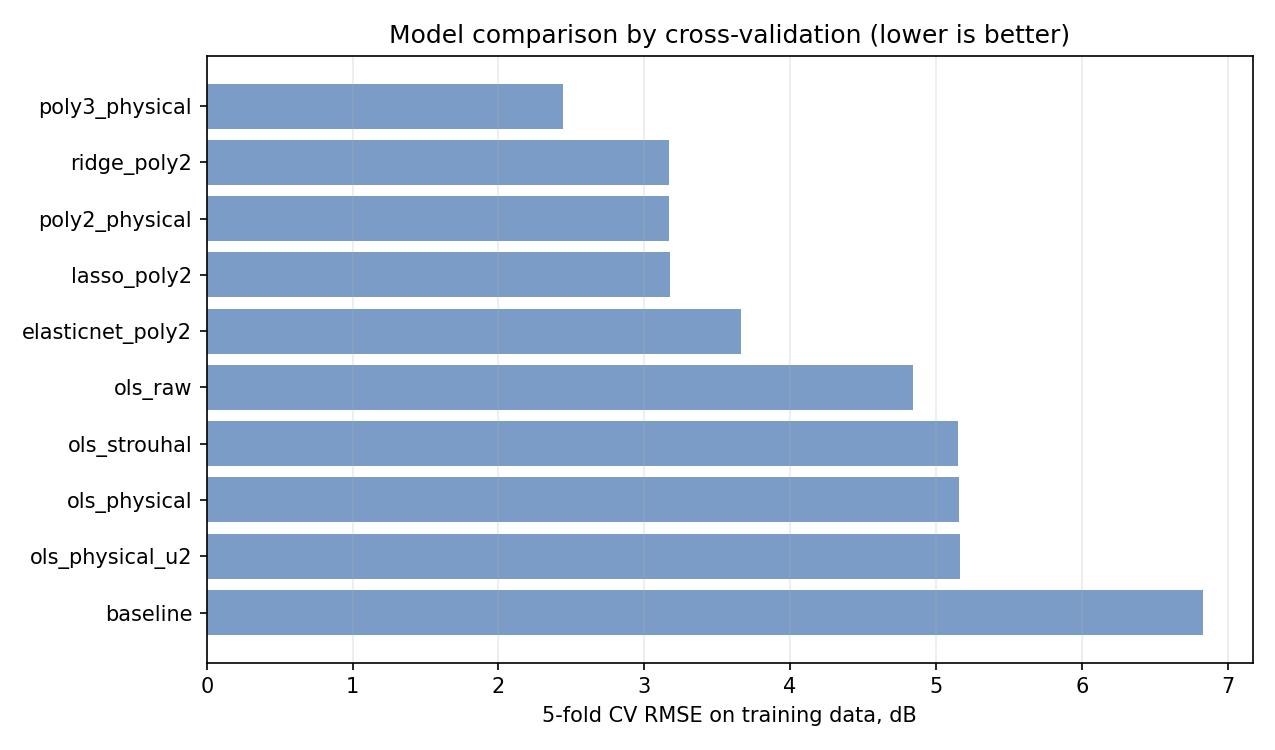 Model comparison by cross-validation (lower is better)
poly3_physical
ridge_poly2
poly2_physical
lasso_poly2
elasticnet_poly2
ols_raw
ols_strouhal
ols_physical
ols_physical_u2
baseline
0 1 2 3 4 5 6 7
5-fold CV RMSE on training data, dB